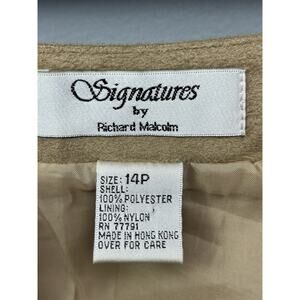 Signatures
by
Richard Malcolm
SIZE: 14P
SHELL:
100% POLYESTER
LINING:
100% NYLON
RN 77791
MADE IN HONG KONG
OVER FOR CARE